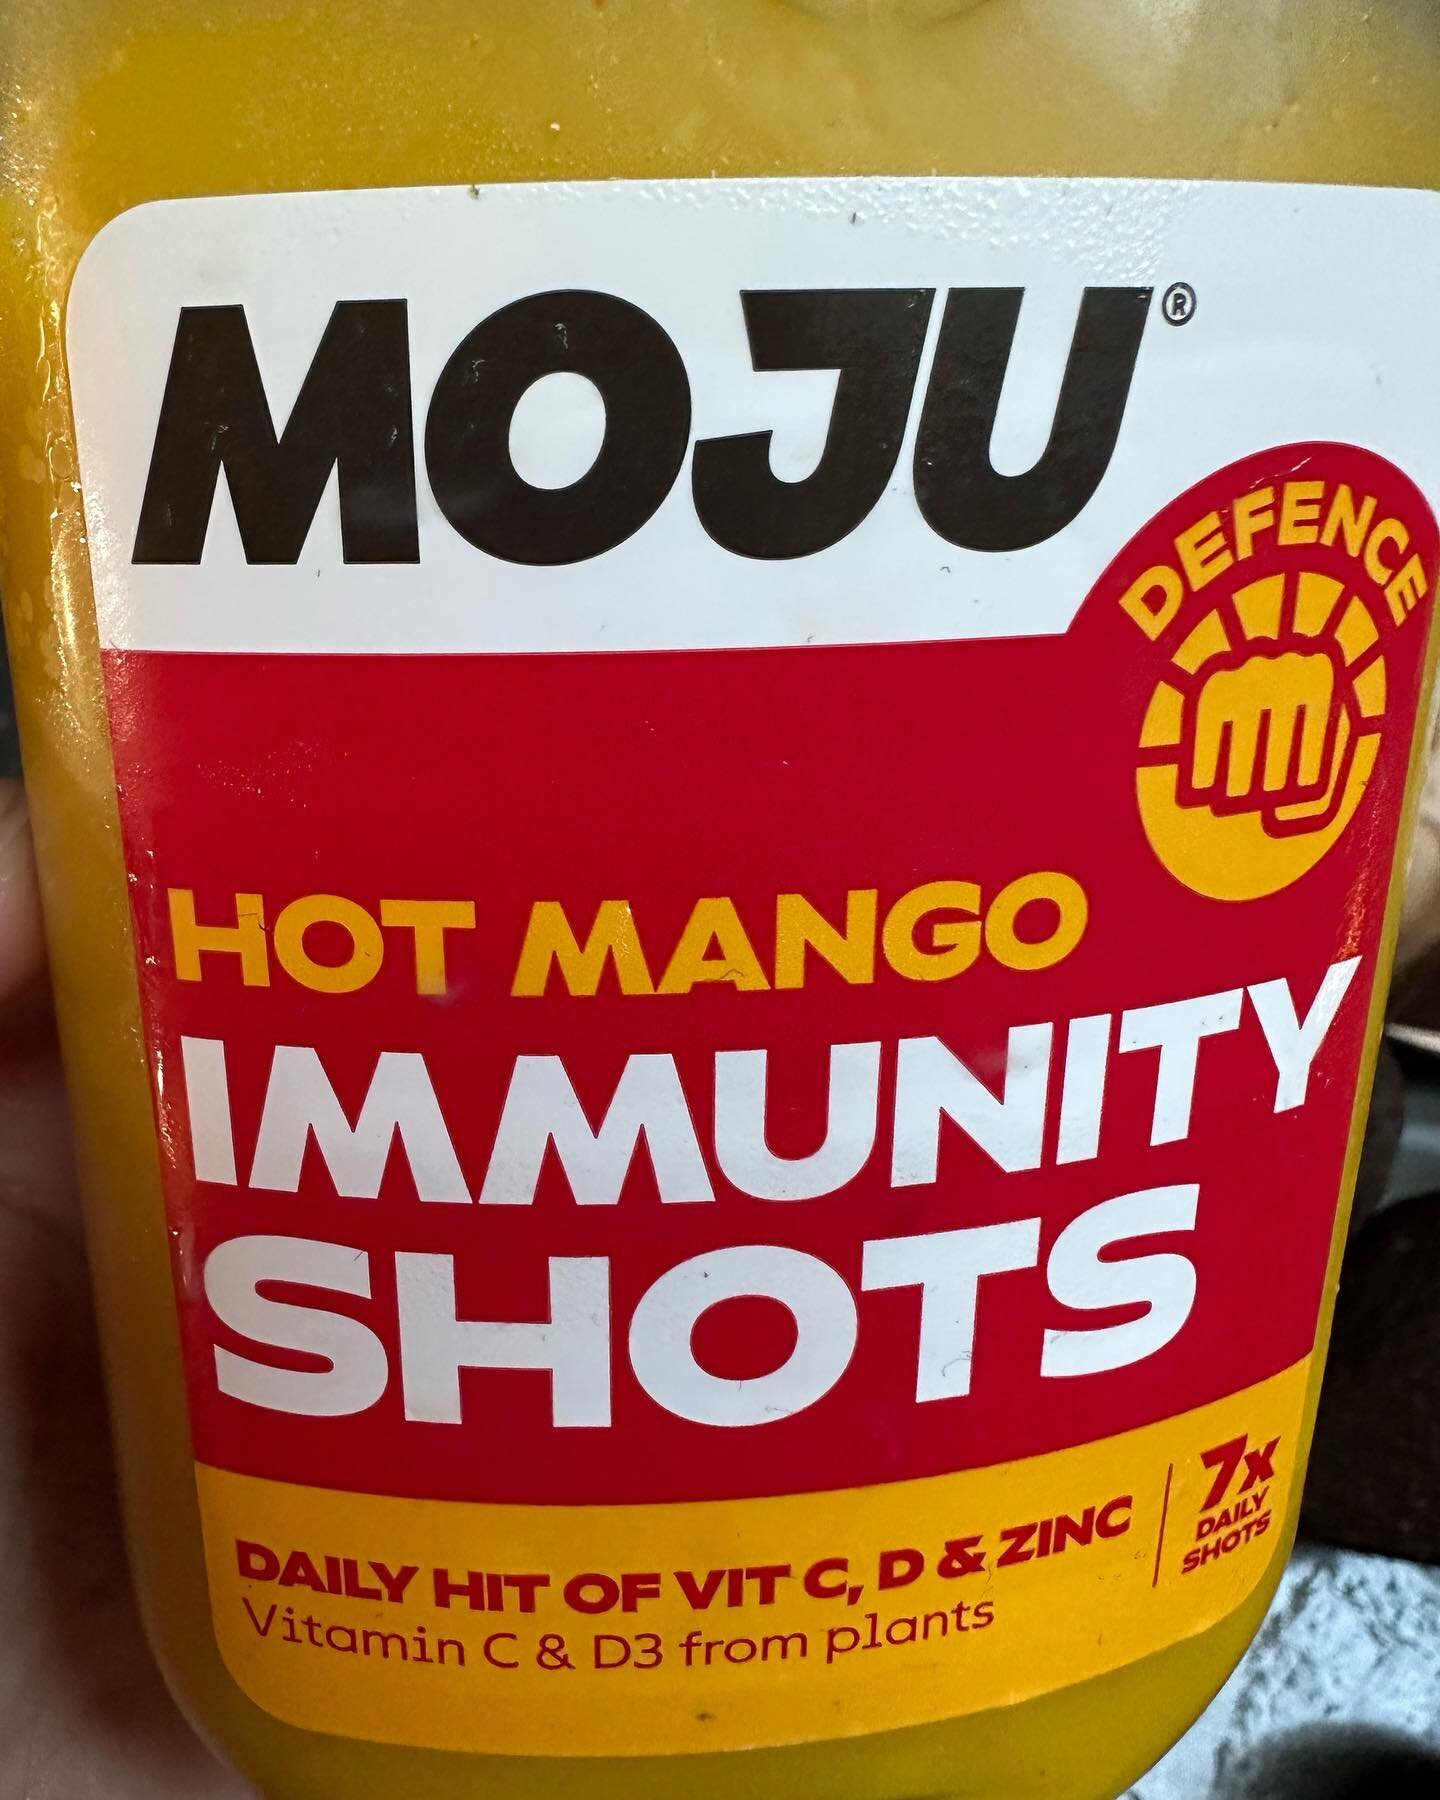 MOJU®
DEFENCE
HOT MANGO
IMMUNITY
SHOTS
DAILY HIT OF VIT C, D & ZINC
Vitamin C & D3 from plants
7x
DAILY
SHOTS